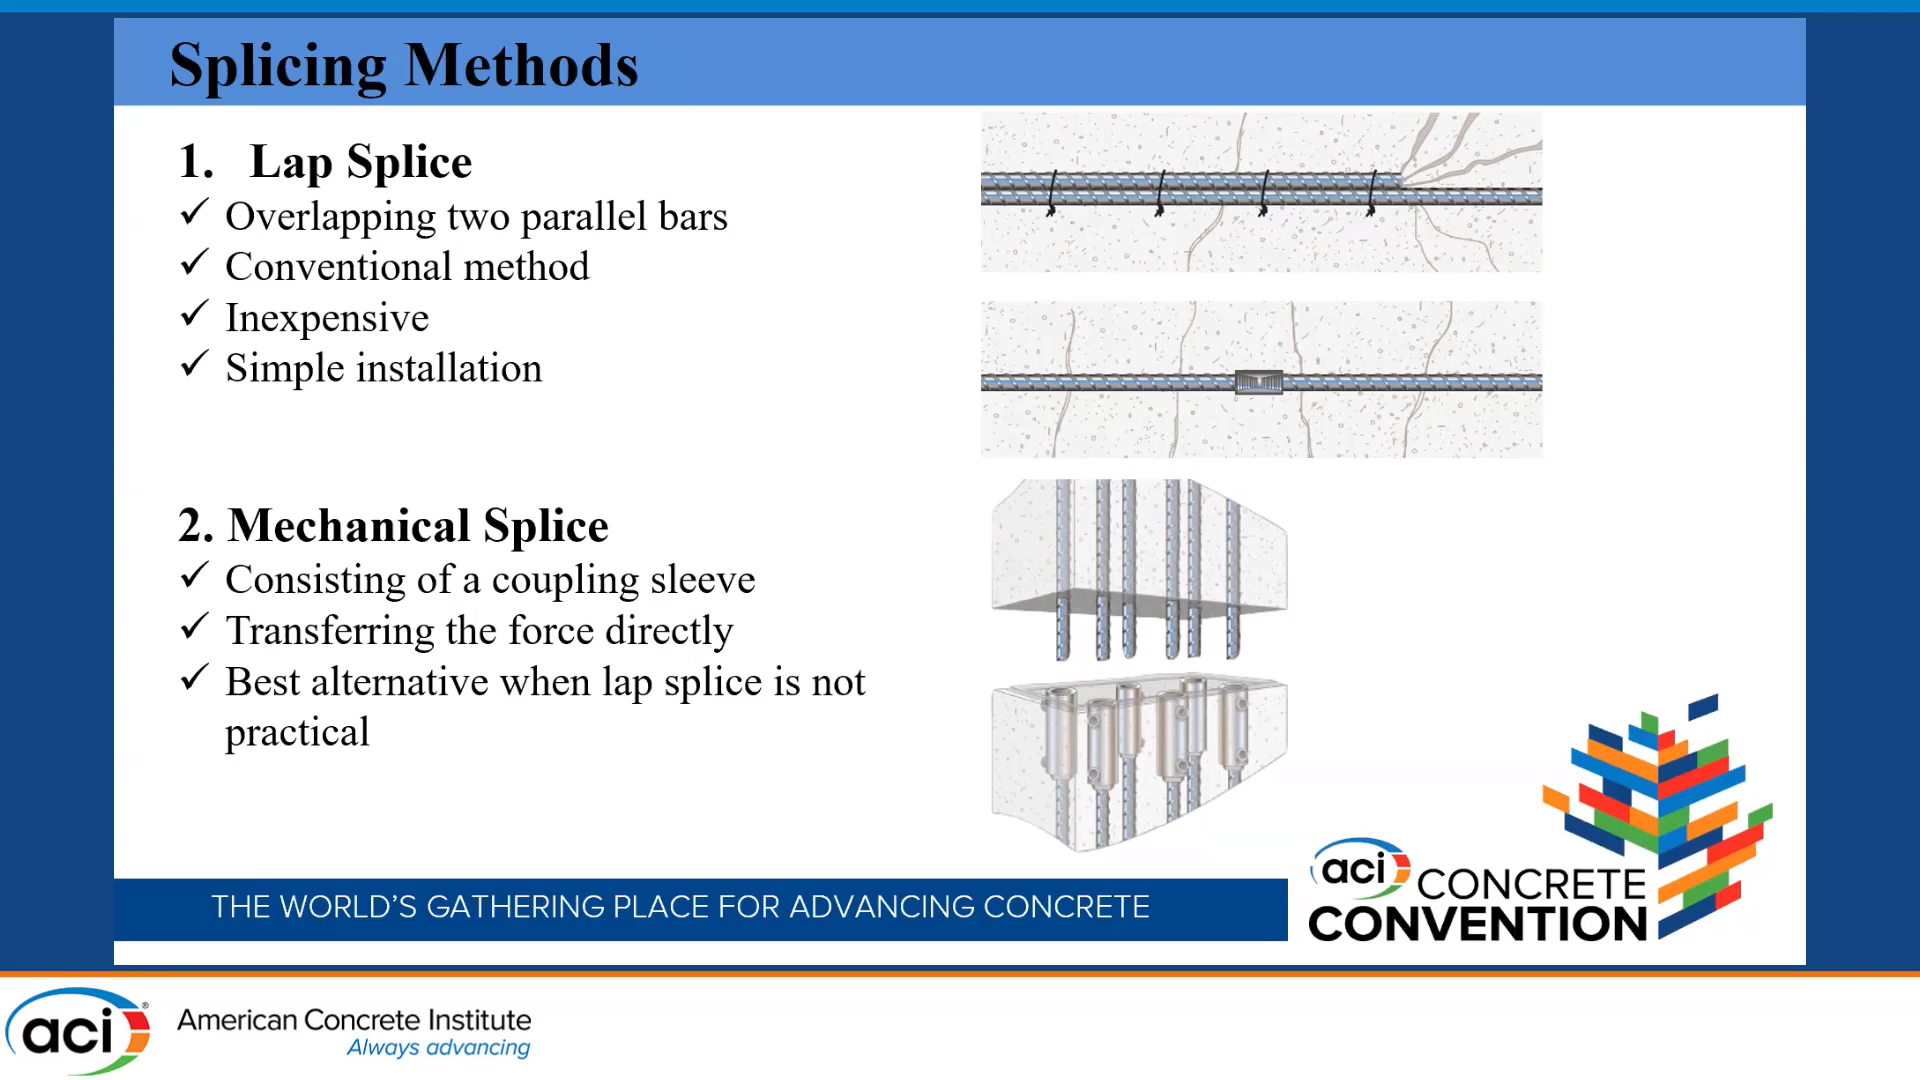 Splicing Methods
1. Lap Splice
✓ Overlapping two parallel bars
✓ Conventional method
✓ Inexpensive
✓ Simple installation
2. Mechanical Splice
✓ Consisting of a coupling sleeve
✓ Transferring the force directly
✓ Best alternative when lap splice is not
practical
THE WORLD'S GATHERING PLACE FOR ADVANCING CONCRETE
aci CONCRETE
CONVENTION
aci®
American Concrete Institute
Always advancing